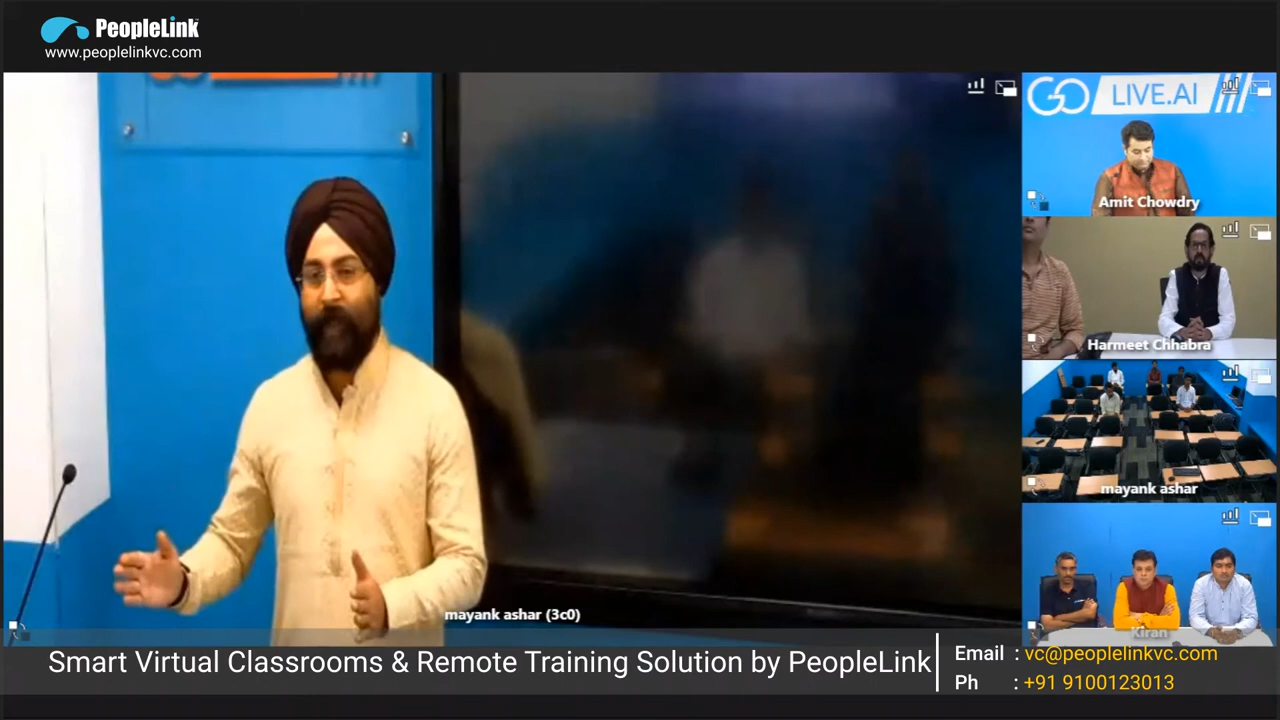 PeopleLink
www.peoplelinkvc.com
GO LIVE.AI
Amit Chowdry
Harmeet Chhabra
mayank ashar
Kiran
mayank ashar (3c0)
Smart Virtual Classrooms & Remote Training Solution by PeopleLink
Email : vc@peoplelinkvc.com
Ph : +91 9100123013